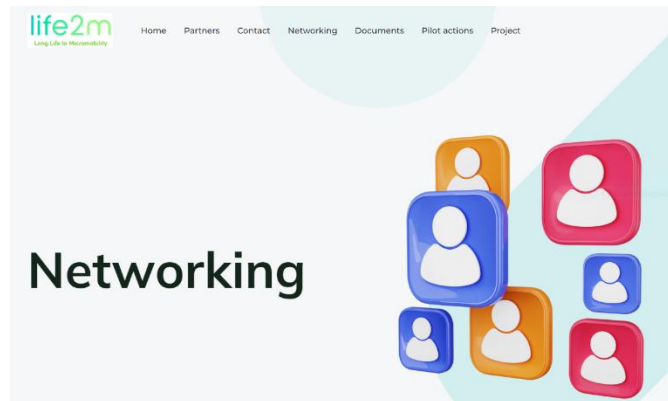 life2m
Long Life to Micromobility
Home Partners Contact Networking Documents Pilot actions Project
Networking